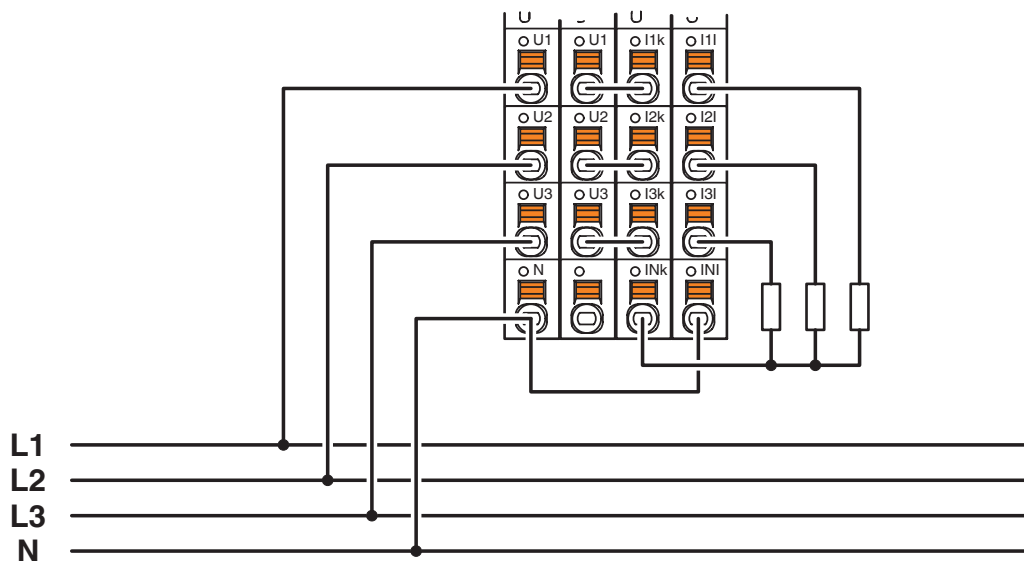 U1 U1 I1k I1l
U2 U2 I2k I2l
U3 U3 I3k I3l
N INk INl
L1
L2
L3
N